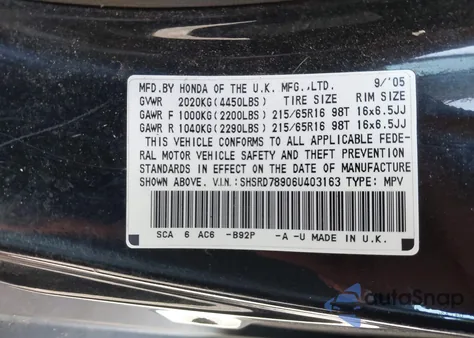 MFD.BY HONDA OF THE U.K. MFG.,LTD. 9/'05
GVWR 2020KG(4450LBS) TIRE SIZE RIM SIZE
GAWR F 1000KG(2200LBS) 215/65R16 98T 16x6.5JJ
GAWR R 1040KG(2290LBS) 215/65R16 98T 16x6.5JJ
THIS VEHICLE CONFORMS TO ALL APPLICABLE FEDE-
RAL MOTOR VEHICLE SAFETY AND THEFT PREVENTION
STANDARDS IN EFFECT ON THE DATE OF MANUFACTURE
SHOWN ABOVE. V.I.N.:SHSRD78906U403163 TYPE: MPV
SCA 6 AC6 -B92P -A -U MADE IN U.K.
autoSnap